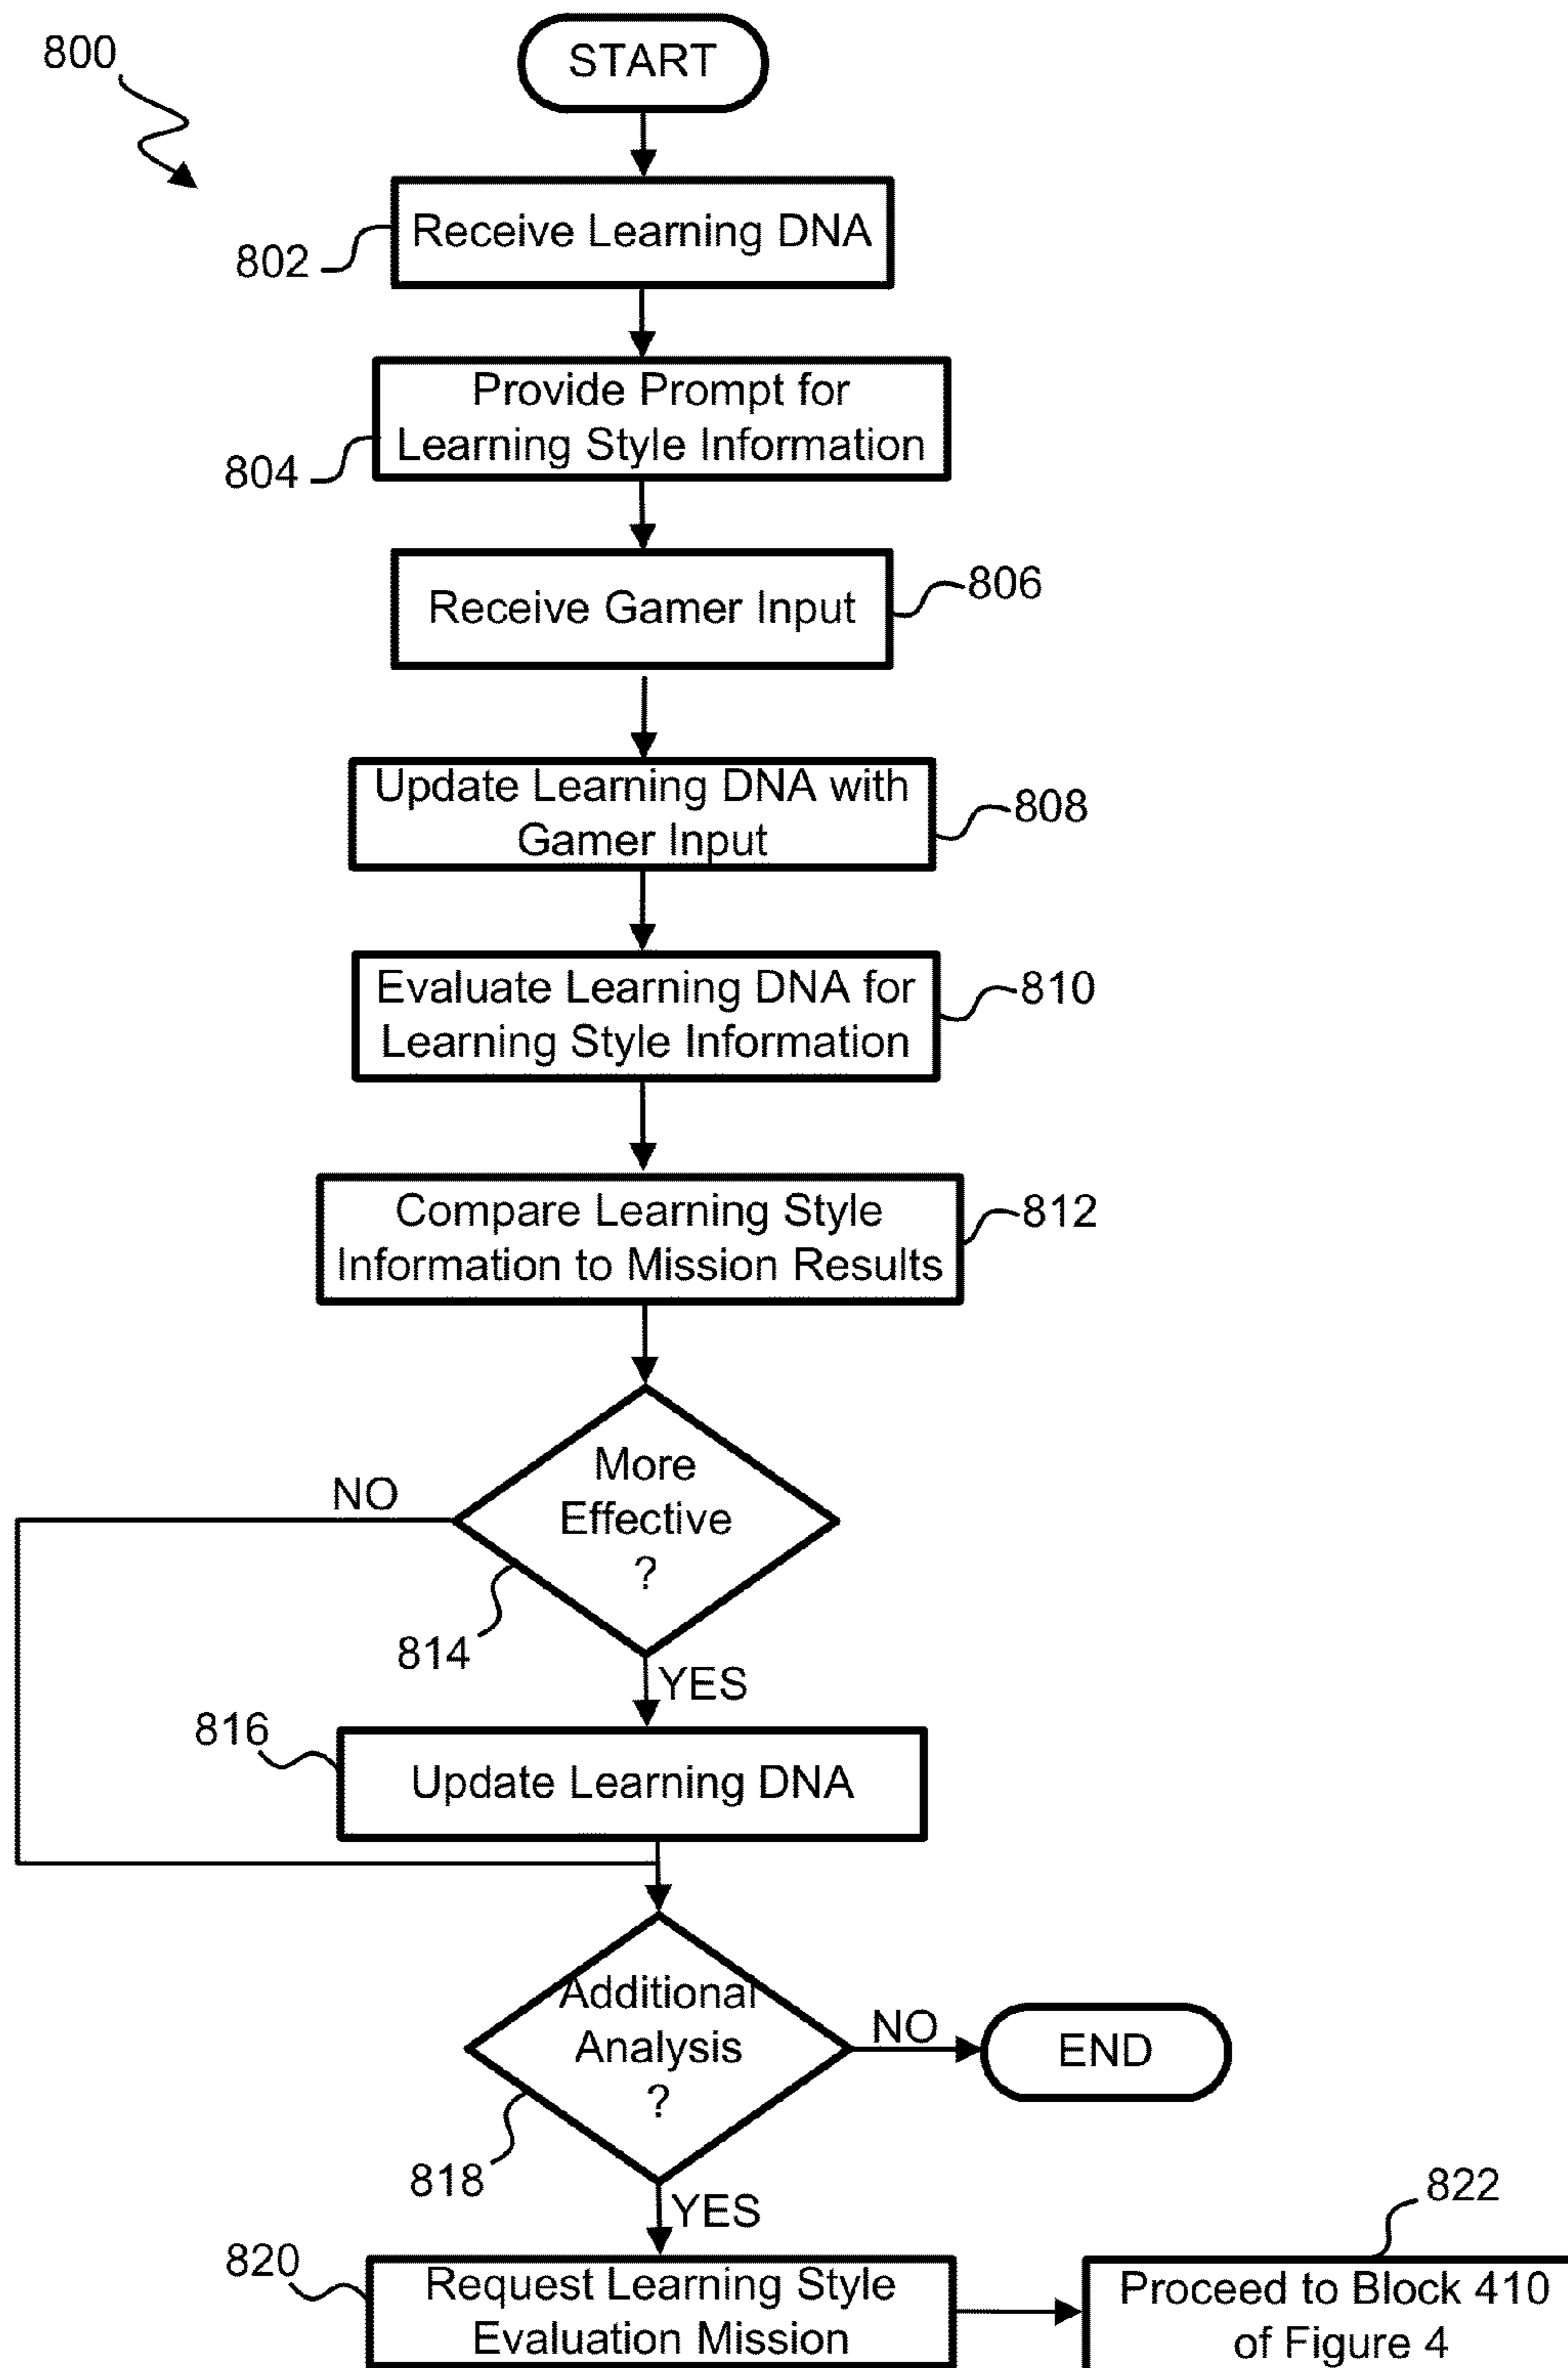 START
800
Receive Learning DNA
802
Provide Prompt for
Learning Style Information
804
Receive Gamer Input
806
Update Learning DNA with
Gamer Input
808
Evaluate Learning DNA for
Learning Style Information
810
Compare Learning Style
Information to Mission Results
812
More
Effective
?
NO
814
YES
816
Update Learning DNA
Additional
Analysis
?
NO
END
818
YES
820
Request Learning Style
Evaluation Mission
822
Proceed to Block 410
of Figure 4